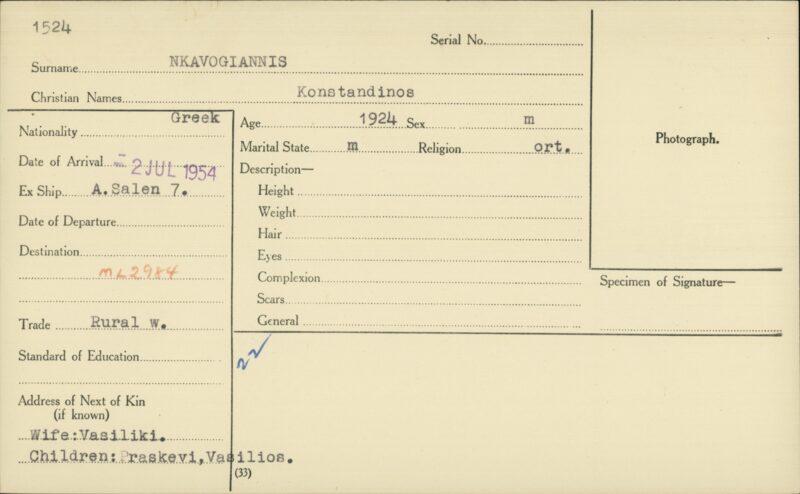 1524
Serial No.
Surname NKAVOGIANNIS
Christian Names Konstandinos
Nationality Greek
Date of Arrival - 2 JUL 1954
Ex Ship A.Salen 7.
Date of Departure
Destination
ML2984
Trade Rural w.
Standard of Education
Address of Next of Kin
(if known)
Wife:Vasiliki.
Children: Praskevi,Vasilios.
Age 1924 Sex m
Marital State m Religion ort.
Description—
Height
Weight
Hair
Eyes
Complexion
Scars
General
22
(33)
Photograph.
Specimen of Signature—